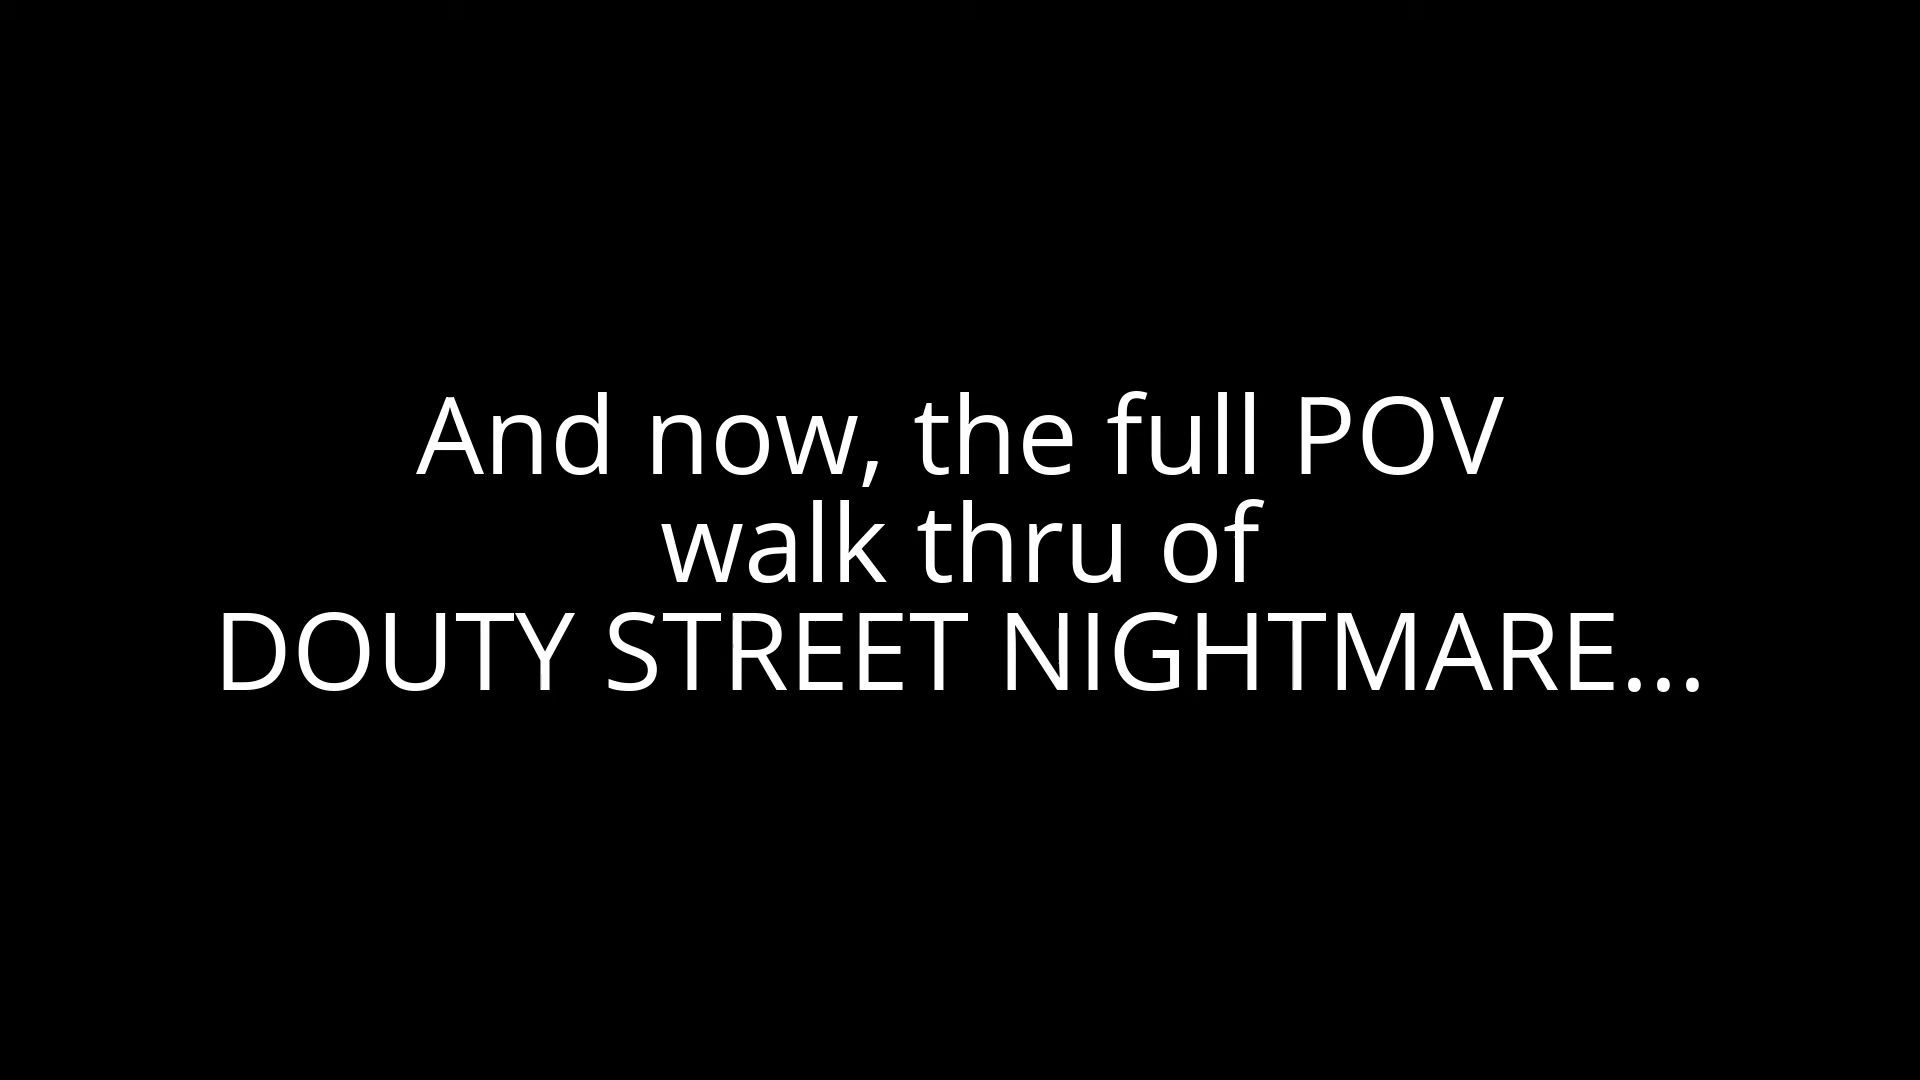 And now, the full POV
walk thru of
DOUTY STREET NIGHTMARE...